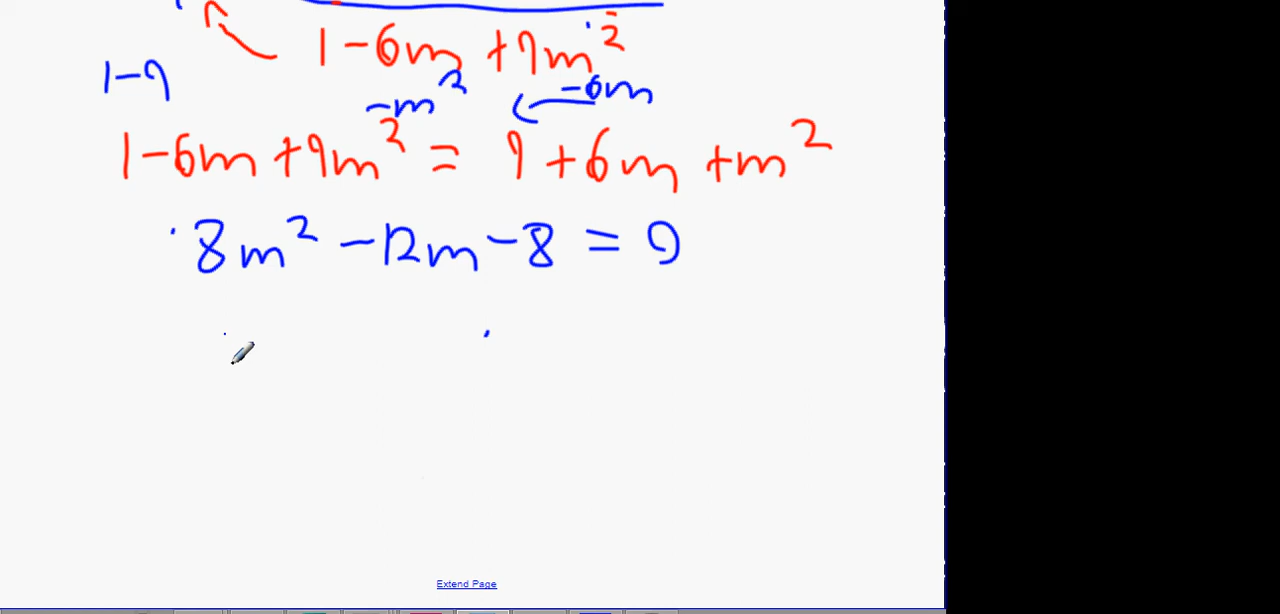 1-6m+9m²
1-9
-m² -6m
1-6m+9m² = 9+6m+m²
8m²-12m-8=0
Extend Page